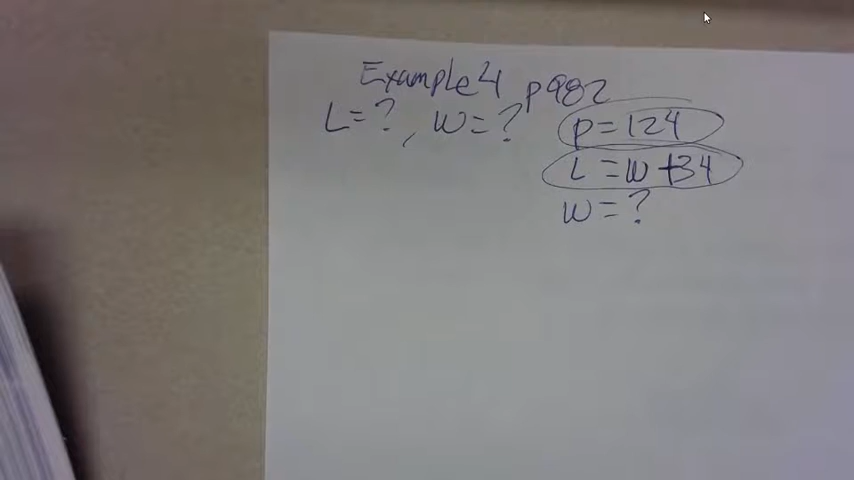 Example 4 p982
L = ?, W = ? p = 124
L = W + 34
W = ?